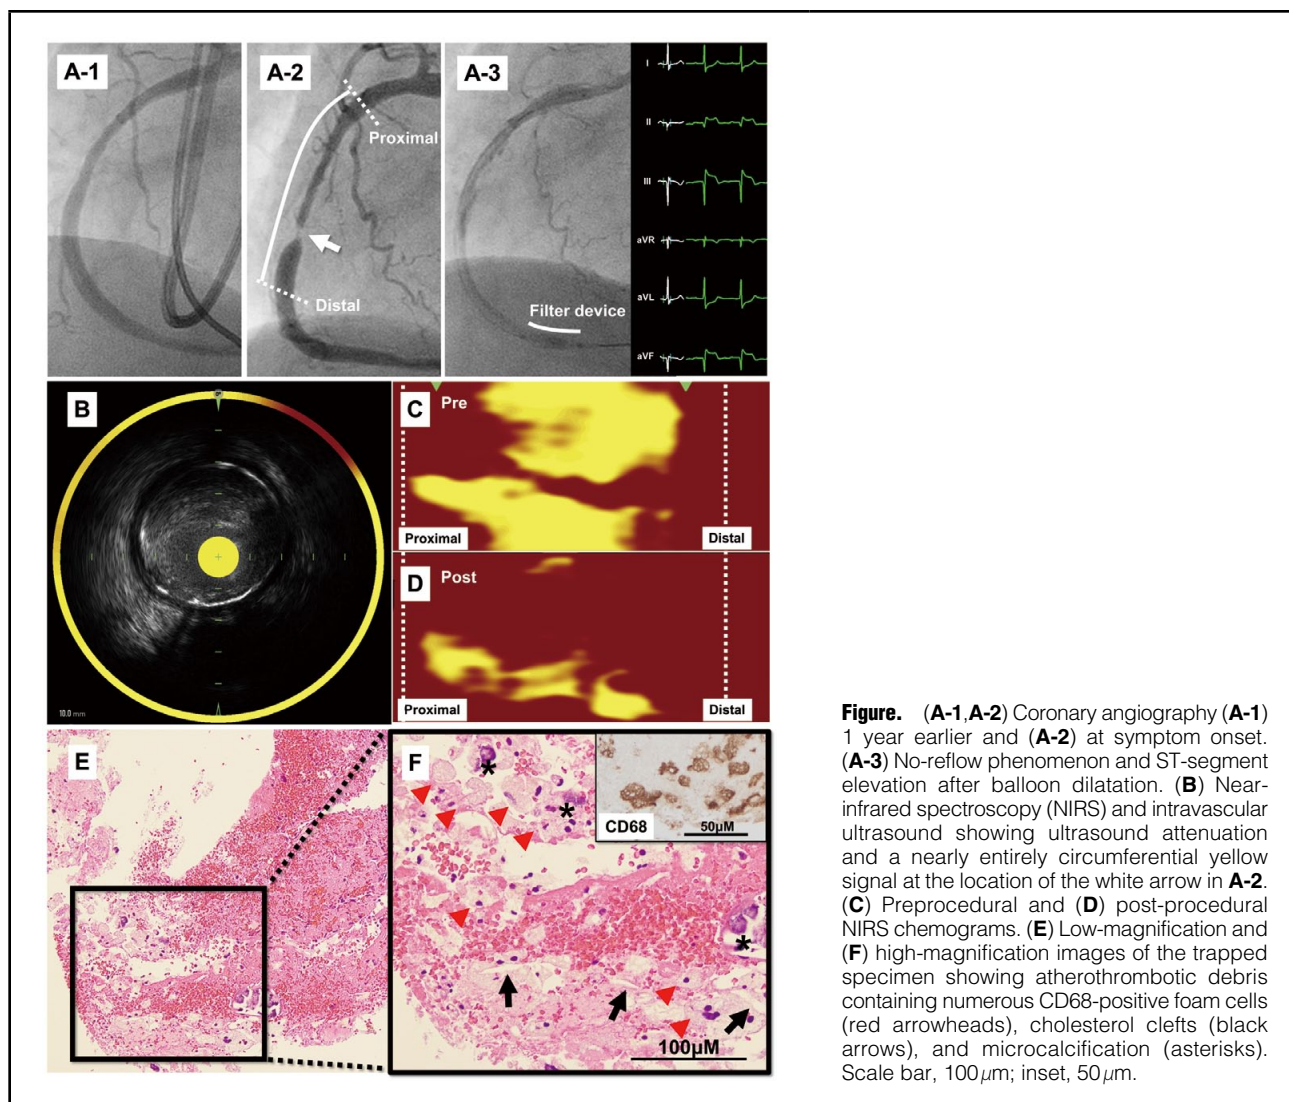 A-1
A-2
A-3
Proximal
Distal
Filter device
I
II
III
aVR
aVL
aVF
B
10.0 mm
C
Pre
Proximal
Distal
D
Post
Proximal
Distal
E
F
*
*
*
CD68
50µM
100µM
Figure. (A-1,A-2) Coronary angiography (A-1)
1 year earlier and (A-2) at symptom onset.
(A-3) No-reflow phenomenon and ST-segment
elevation after balloon dilatation. (B) Near-
infrared spectroscopy (NIRS) and intravascular
ultrasound showing ultrasound attenuation
and a nearly entirely circumferential yellow
signal at the location of the white arrow in A-2.
(C) Preprocedural and (D) post-procedural
NIRS chemograms. (E) Low-magnification and
(F) high-magnification images of the trapped
specimen showing atherothrombotic debris
containing numerous CD68-positive foam cells
(red arrowheads), cholesterol clefts (black
arrows), and microcalcification (asterisks).
Scale bar, 100µm; inset, 50µm.